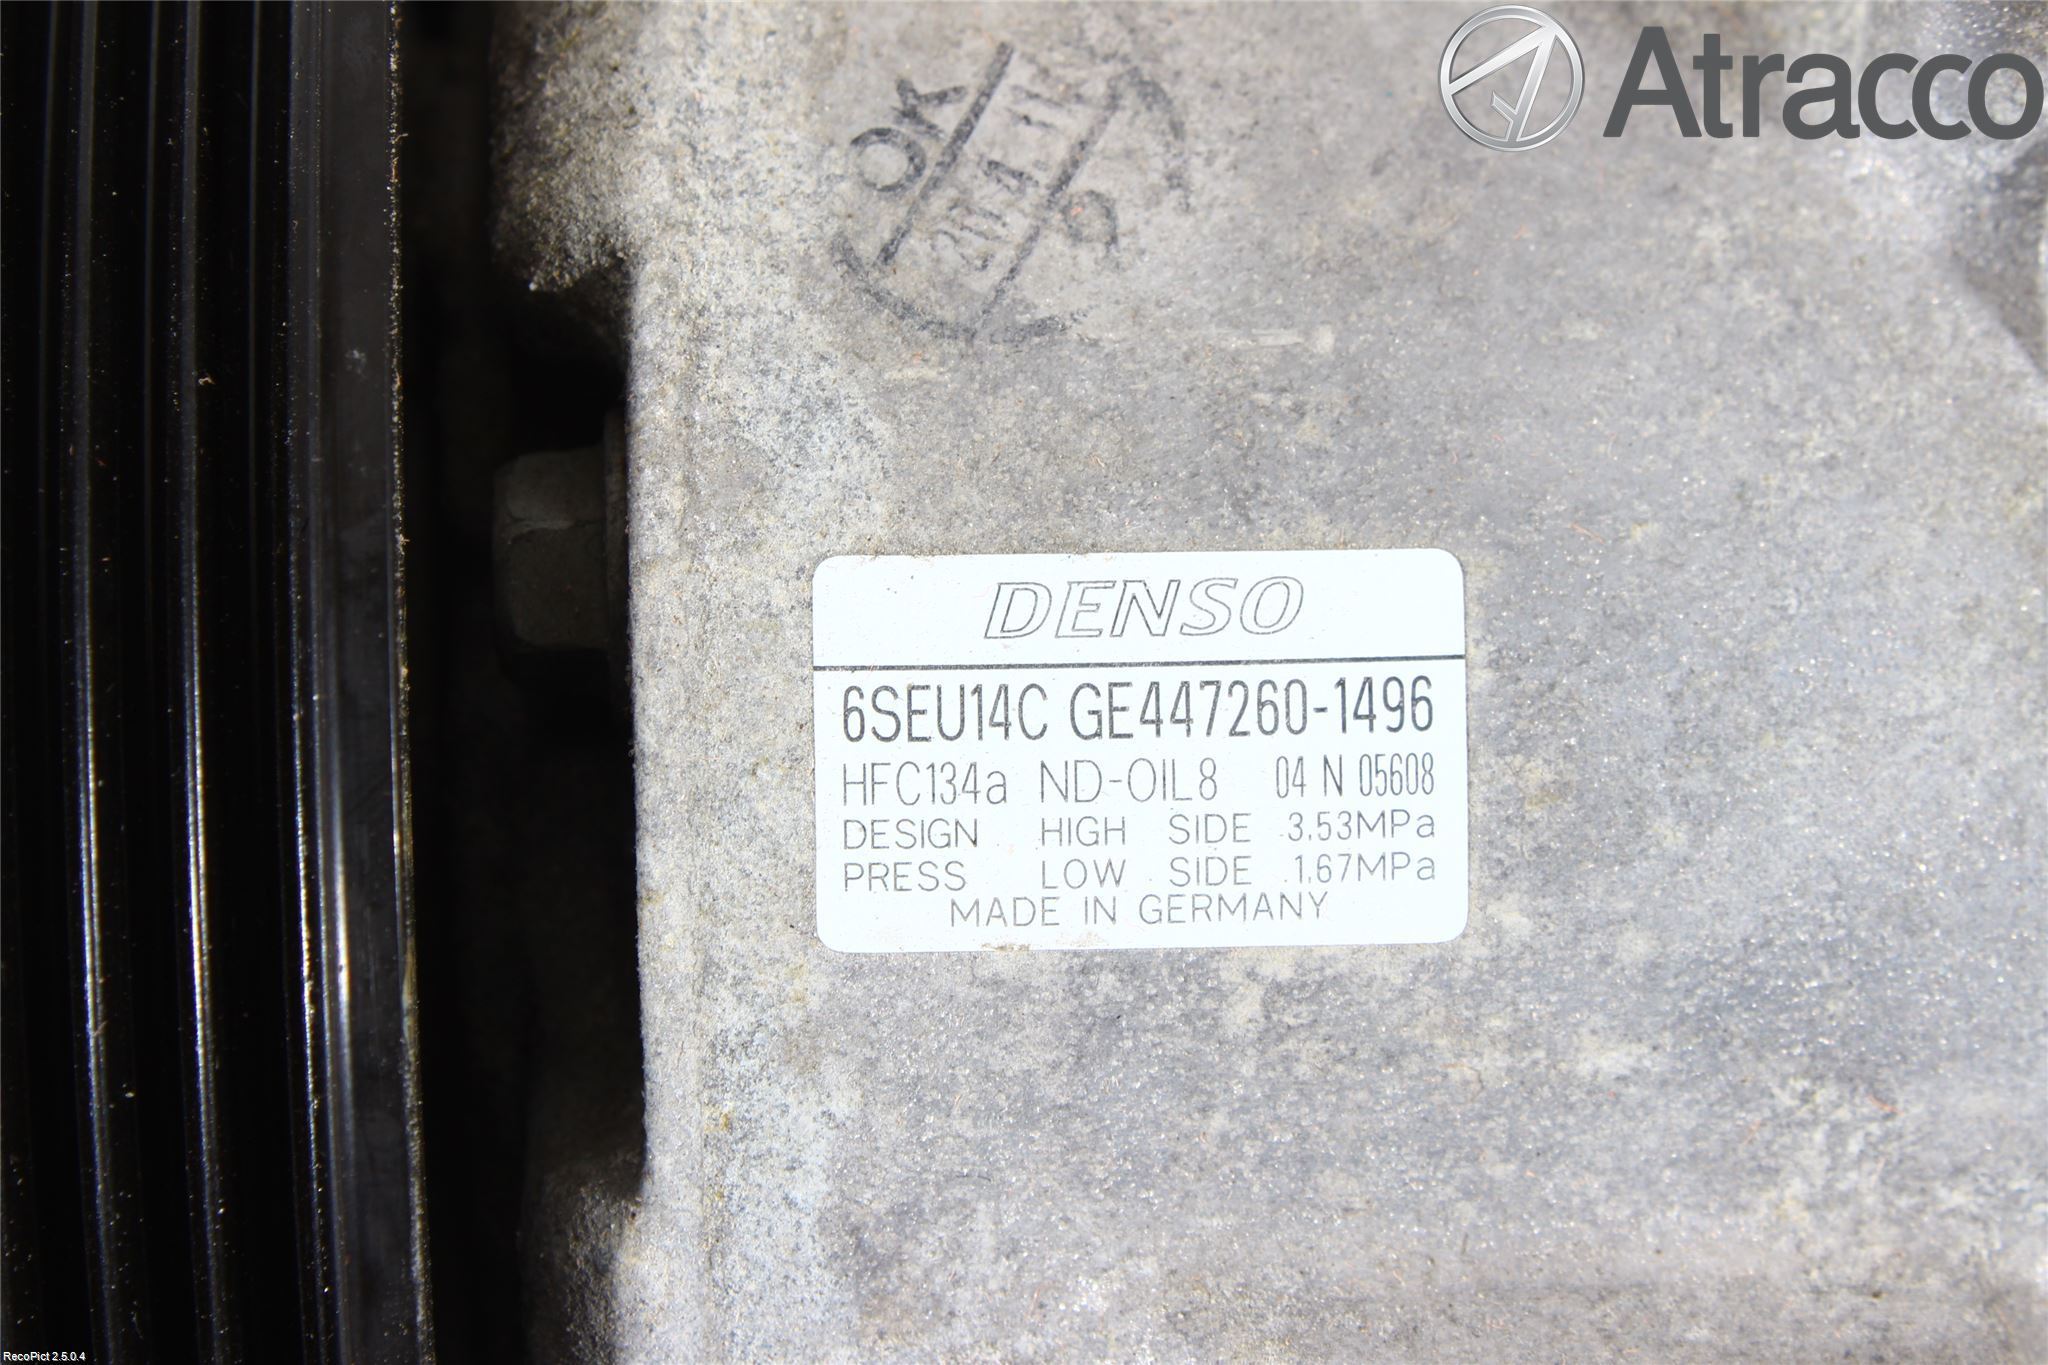 Atracco
OK
DENSO
6SEU14C GE447260-1496
HFC134a ND-OIL8 04 N 05608
DESIGN HIGH SIDE 3.53MPa
PRESS LOW SIDE 1.67MPa
MADE IN GERMANY
RecoPict 2.5.0.4